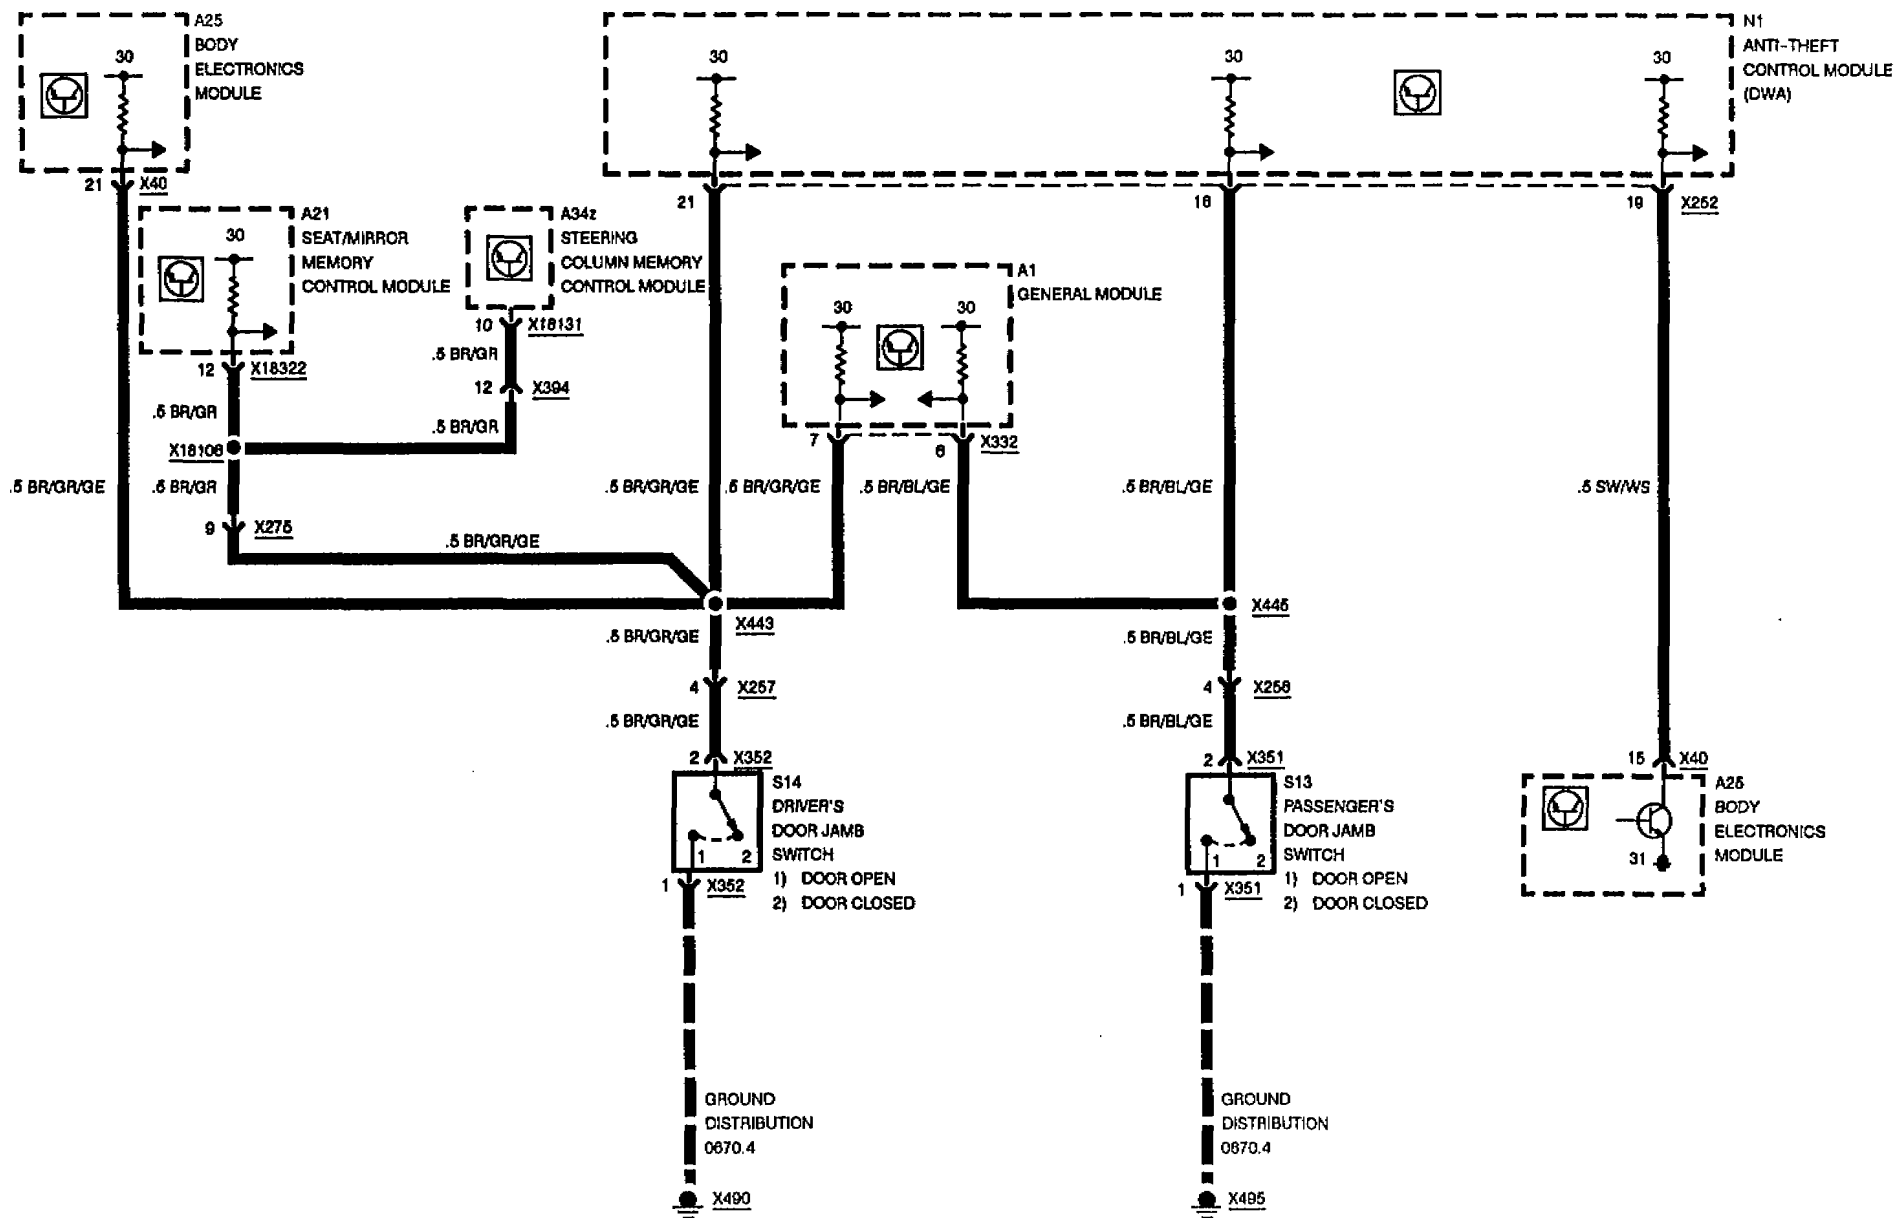 A25
BODY
ELECTRONICS
MODULE
30
21
X40
N1
ANTI-THEFT
CONTROL MODULE
(DWA)
30
30
30
21
16
19
X252
A21
SEAT/MIRROR
MEMORY
CONTROL MODULE
30
12
X18322
A34z
STEERING
COLUMN MEMORY
CONTROL MODULE
10
X18131
.5 BR/GR
12
X394
.5 BR/GR
.5 BR/GR
X18106
.5 BR/GR
9
X275
A1
GENERAL MODULE
30
30
7
6
X332
.5 BR/GR/GE
.5 BR/GR/GE
.5 BR/GR/GE
.5 BR/BL/GE
.5 BR/BL/GE
.5 SW/WS
.5 BR/GR/GE
X443
X445
.5 BR/GR/GE
.5 BR/BL/GE
4
X257
4
X256
.5 BR/GR/GE
.5 BR/BL/GE
2
X352
2
X351
15
X40
S14
DRIVER'S
DOOR JAMB
SWITCH
1) DOOR OPEN
2) DOOR CLOSED
1
2
1
X352
S13
PASSENGER'S
DOOR JAMB
SWITCH
1) DOOR OPEN
2) DOOR CLOSED
1
2
1
X351
A25
BODY
ELECTRONICS
MODULE
31
GROUND
DISTRIBUTION
0670.4
GROUND
DISTRIBUTION
0670.4
X490
X495